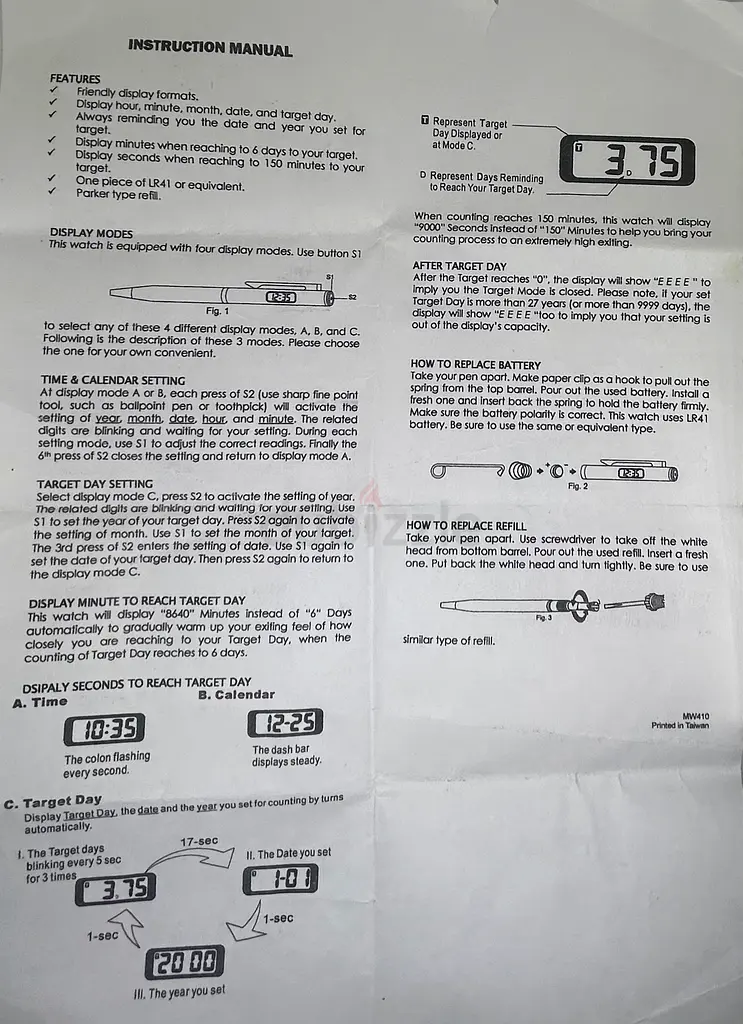 INSTRUCTION MANUAL
FEATURES
✓ Friendly display formats.
✓ Display hour, minute, month, date, and target day.
✓ Always reminding you the date and year you set for
target.
✓ Display minutes when reaching to 6 days to your target.
✓ Display seconds when reaching to 150 minutes to your
target.
✓ One piece of LR41 or equivalent.
✓ Parker type refill.
DISPLAY MODES
This watch is equipped with four display modes. Use button S1
S1
12:35
S2
Fig. 1
to select any of these 4 different display modes, A, B, and C.
Following is the description of these 3 modes. Please choose
the one for your own convenient.
TIME & CALENDAR SETTING
At display mode A or B, each press of S2 (use sharp fine point
tool, such as ballpoint pen or toothpick) will activate the
setting of year, month, date, hour, and minute. The related
digits are blinking and waiting for your setting. During each
setting mode, use S1 to adjust the correct readings. Finally the
6th press of S2 closes the setting and return to display mode A.
TARGET DAY SETTING
Select display mode C, press S2 to activate the setting of year.
The related digits are blinking and waiting for your setting. Use
S1 to set the year of your target day. Press S2 again to activate
the setting of month. Use S1 to set the month of your target.
The 3rd press of S2 enters the setting of date. Use S1 again to
set the date of your target day. Then press S2 again to return to
the display mode C.
DISPLAY MINUTE TO REACH TARGET DAY
This watch will display "8640" Minutes instead of "6" Days
automatically to gradually warm up your exiting feel of how
closely you are reaching to your Target Day, when the
counting of Target Day reaches to 6 days.
DSIPALY SECONDS TO REACH TARGET DAY
A. Time
B. Calendar
10:35
12-25
The colon flashing
every second.
The dash bar
displays steady.
C. Target Day
Display Target Day, the date and the year you set for counting by turns
automatically.
I. The Target days
blinking every 5 sec
for 3 times
17-sec
II. The Date you set
3.75
1-01
1-sec
1-sec
20 00
III. The year you set
T Represent Target
Day Displayed or
at Mode C.
T 3D75
D Represent Days Reminding
to Reach Your Target Day.
When counting reaches 150 minutes, this watch will display
"9000" Seconds instead of "150" Minutes to help you bring your
counting process to an extremely high exiting.
AFTER TARGET DAY
After the Target reaches "0", the display will show "E E E E " to
imply you the Target Mode is closed. Please note, if your set
Target Day is more than 27 years (or more than 9999 days), the
display will show "E E E E "too to imply you that your setting is
out of the display's capacity.
HOW TO REPLACE BATTERY
Take your pen apart. Make paper clip as a hook to pull out the
spring from the top barrel. Pour out the used battery. Install a
fresh one and insert back the spring to hold the battery firmly.
Make sure the battery polarity is correct. This watch uses LR41
battery. Be sure to use the same or equivalent type.
+ -
12:35
Fig. 2
HOW TO REPLACE REFILL
Take your pen apart. Use screwdriver to take off the white
head from bottom barrel. Pour out the used refill. Insert a fresh
one. Put back the white head and turn tightly. Be sure to use
Fig. 3
similar type of refill.
MW410
Printed in Taiwan